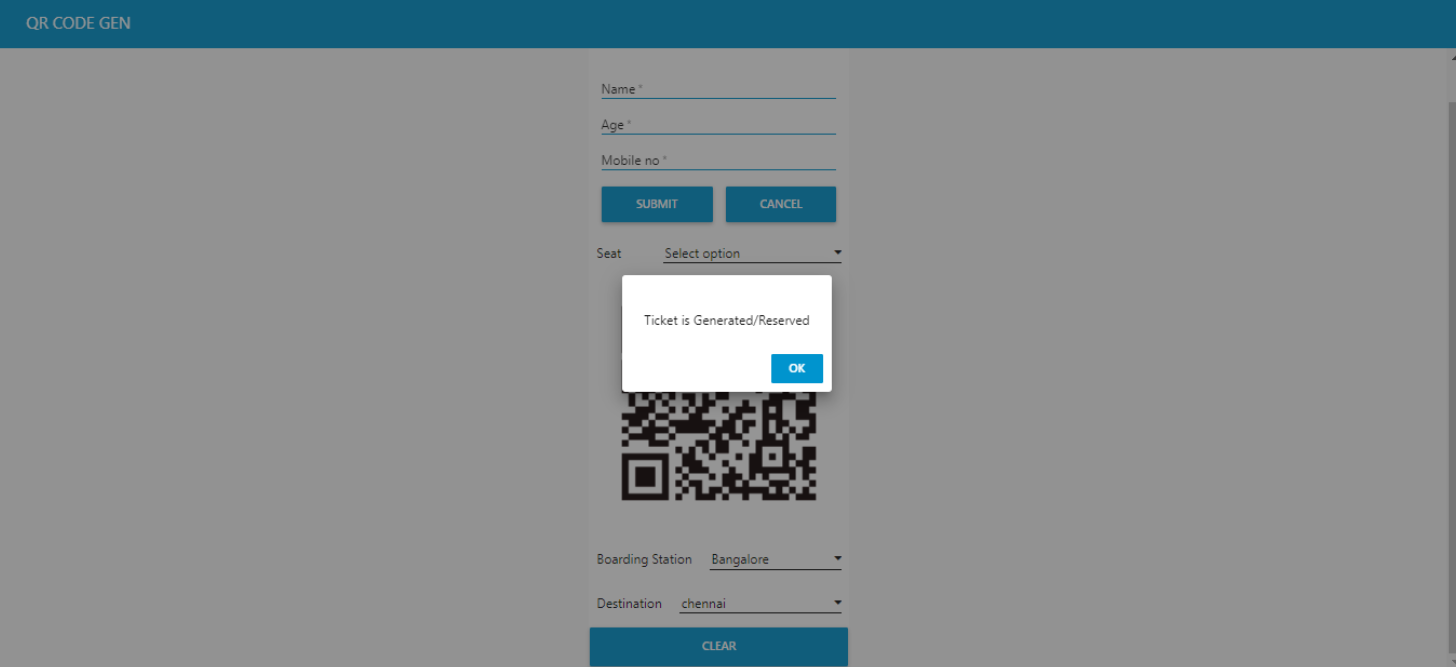 QR CODE GEN
Name *
Age *
Mobile no *
SUBMIT CANCEL
Seat Select option
Ticket is Generated/Reserved
OK
Boarding Station Bangalore
Destination chennai
CLEAR